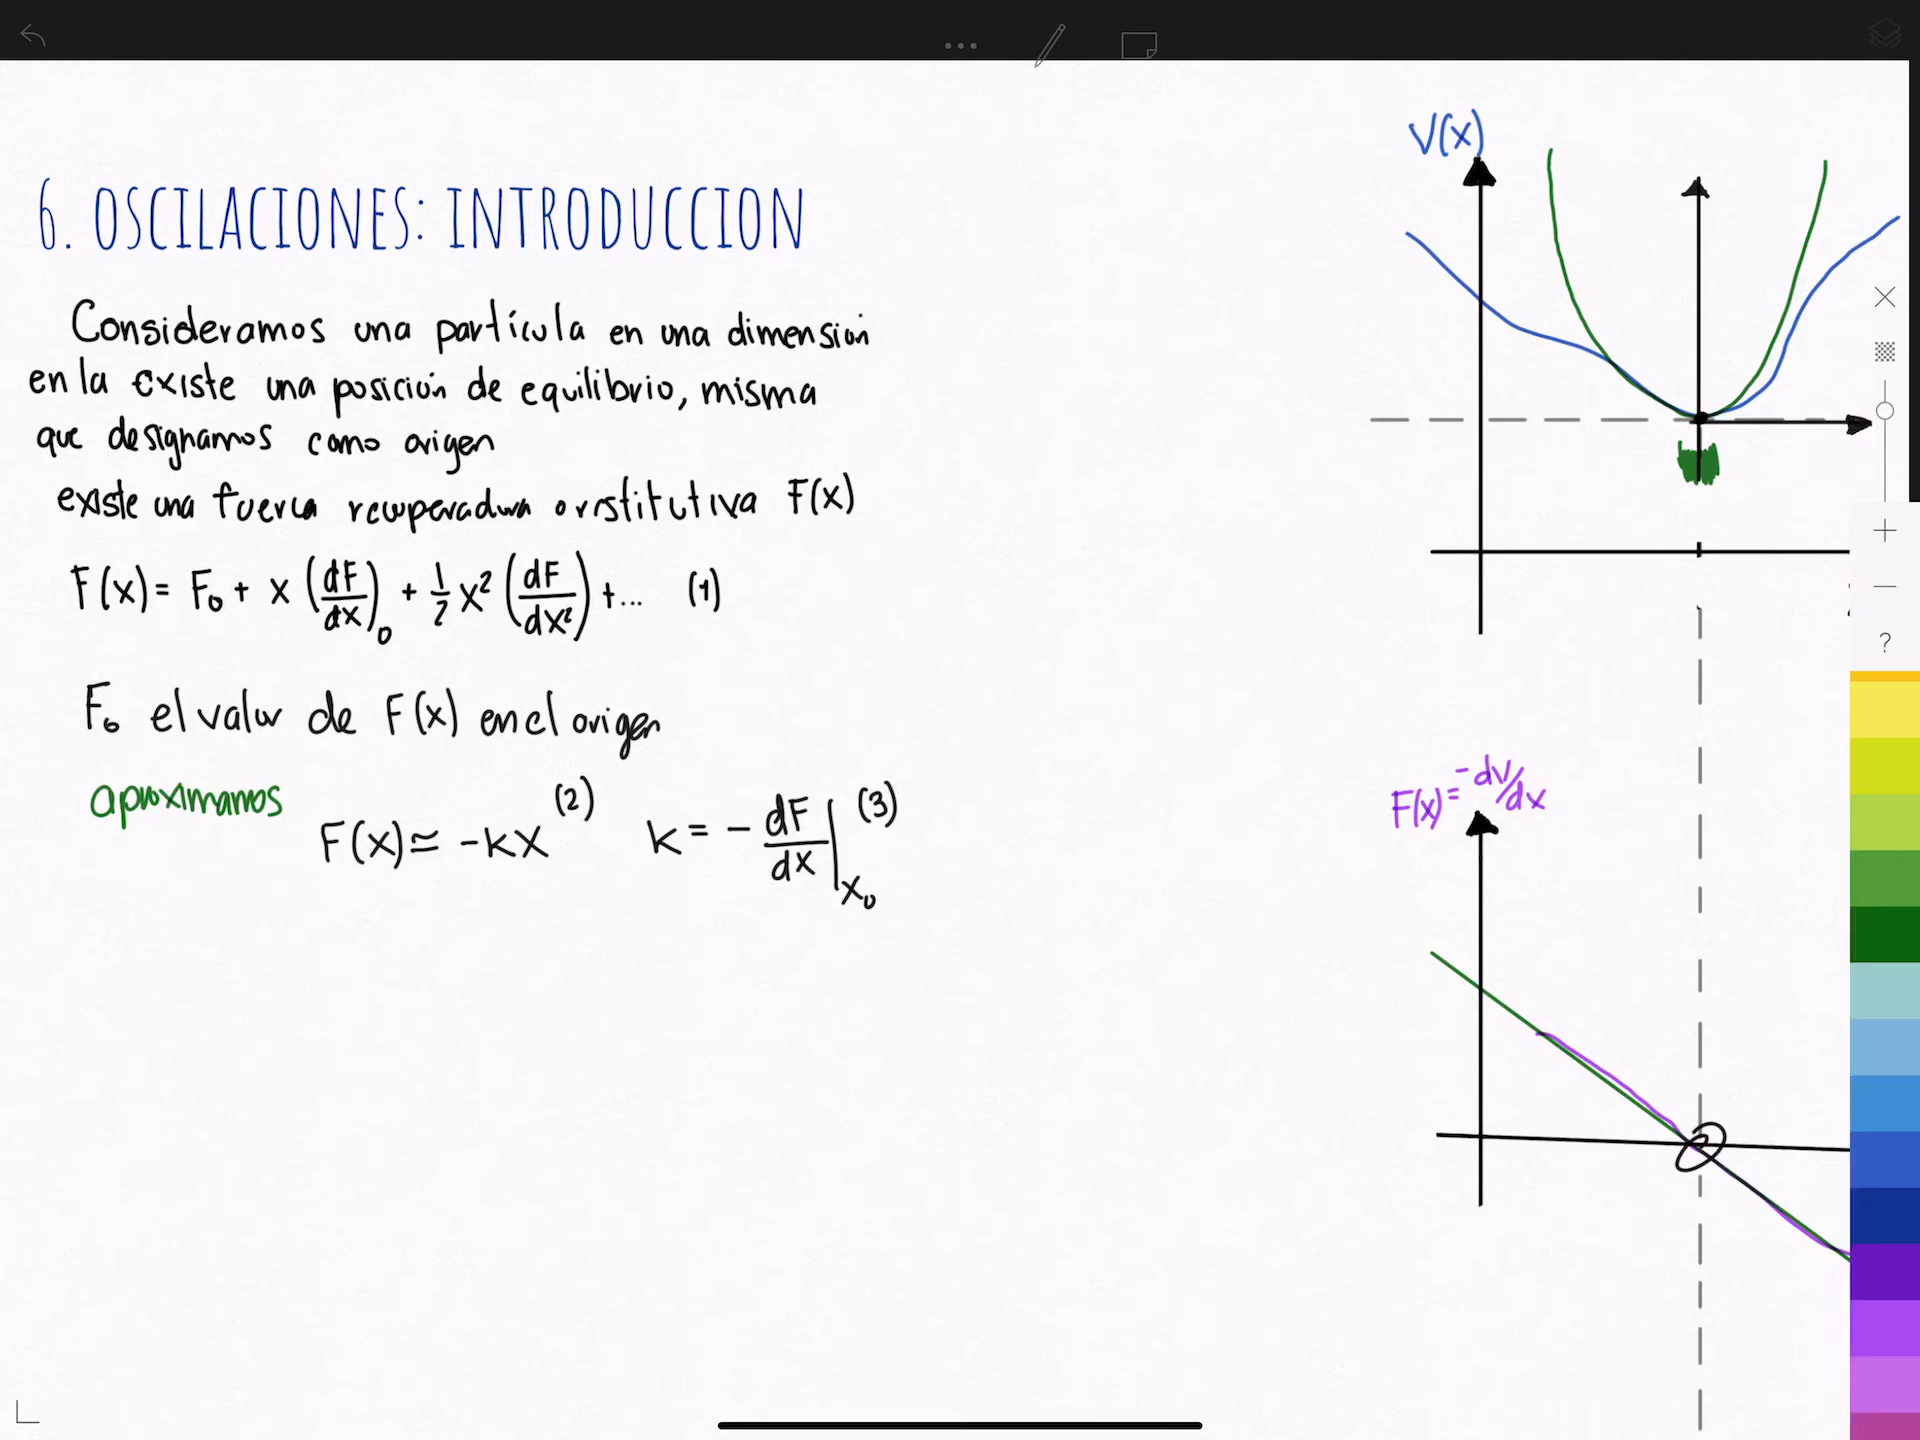 6. OSCILACIONES: INTRODUCCION
Consideramos una partícula en una dimensión
en la existe una posición de equilibrio, misma
que designamos como origen
existe una fuerza recuperadora o restitutiva F(x)
F(x) = F₀ + x (dF/dx)₀ + 1/2 x² (dF/dx²) + ... (1)
F₀ el valor de F(x) en el origen
aproximamos
F(x) ≃ -kx (2) k = - dF/dx |x₀ (3)
V(x)
F(x) = -dV/dx
?